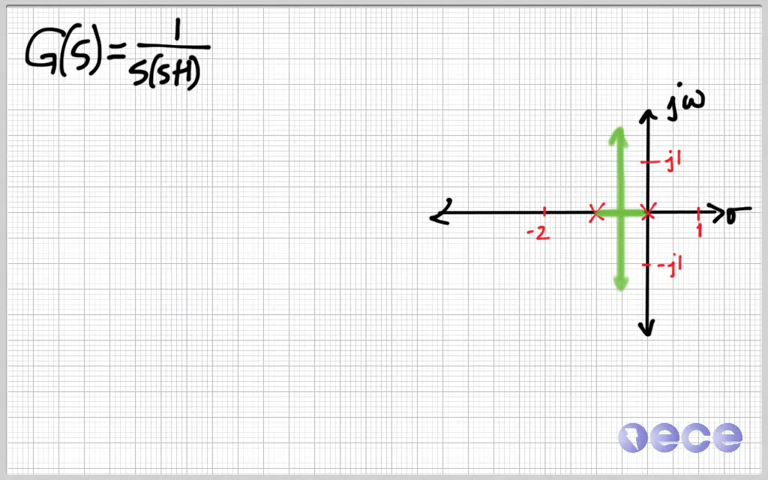 G(s) = 1
s(s+1)
jω
j1
σ
-2
1
-j1
ece